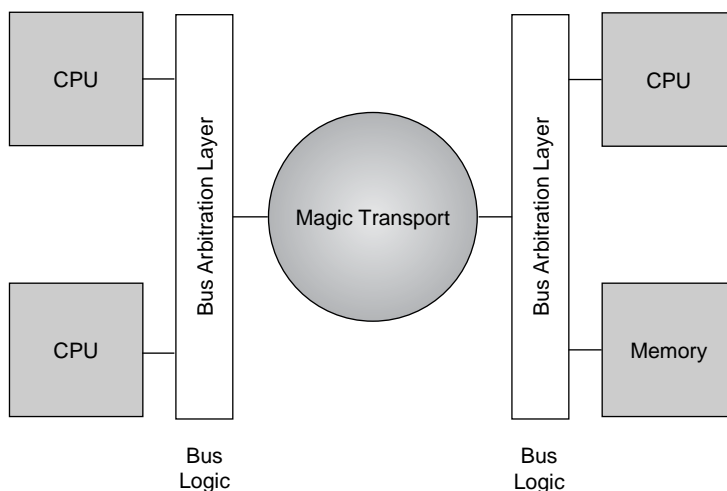 CPU
CPU
Bus Arbitration Layer
Magic Transport
Bus Arbitration Layer
CPU
Memory
Bus
Logic
Bus
Logic